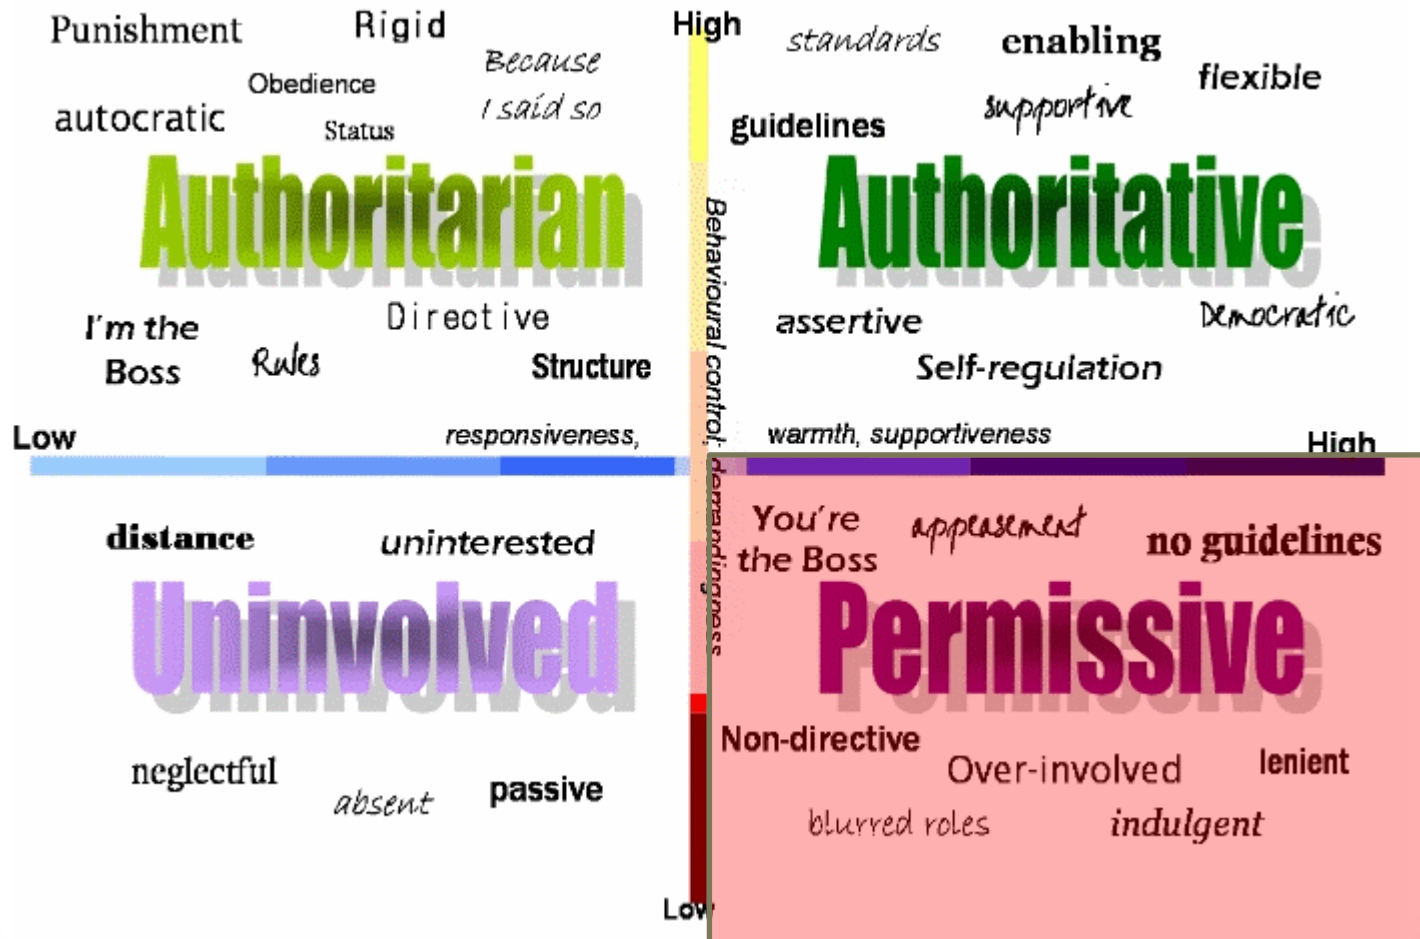 Punishment
Rigid
Because
I said so
Obedience
autocratic
Status
Authoritarian
I'm the
Boss
Rules
Directive
Structure
High
standards
enabling
flexible
supportive
guidelines
Authoritative
assertive
Democratic
Self-regulation
Behavioural control, demandingness
Low
responsiveness,
warmth, supportiveness
High
distance
uninterested
Uninvolved
neglectful
absent
passive
You're
the Boss
appeasement
no guidelines
Permissive
Non-directive
Over-involved
lenient
blurred roles
indulgent
Low